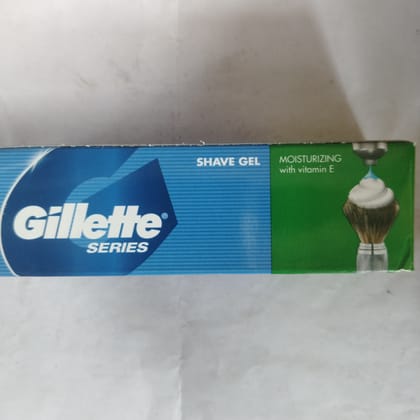 Gillette®
SERIES
SHAVE GEL
MOISTURIZING
with vitamin E